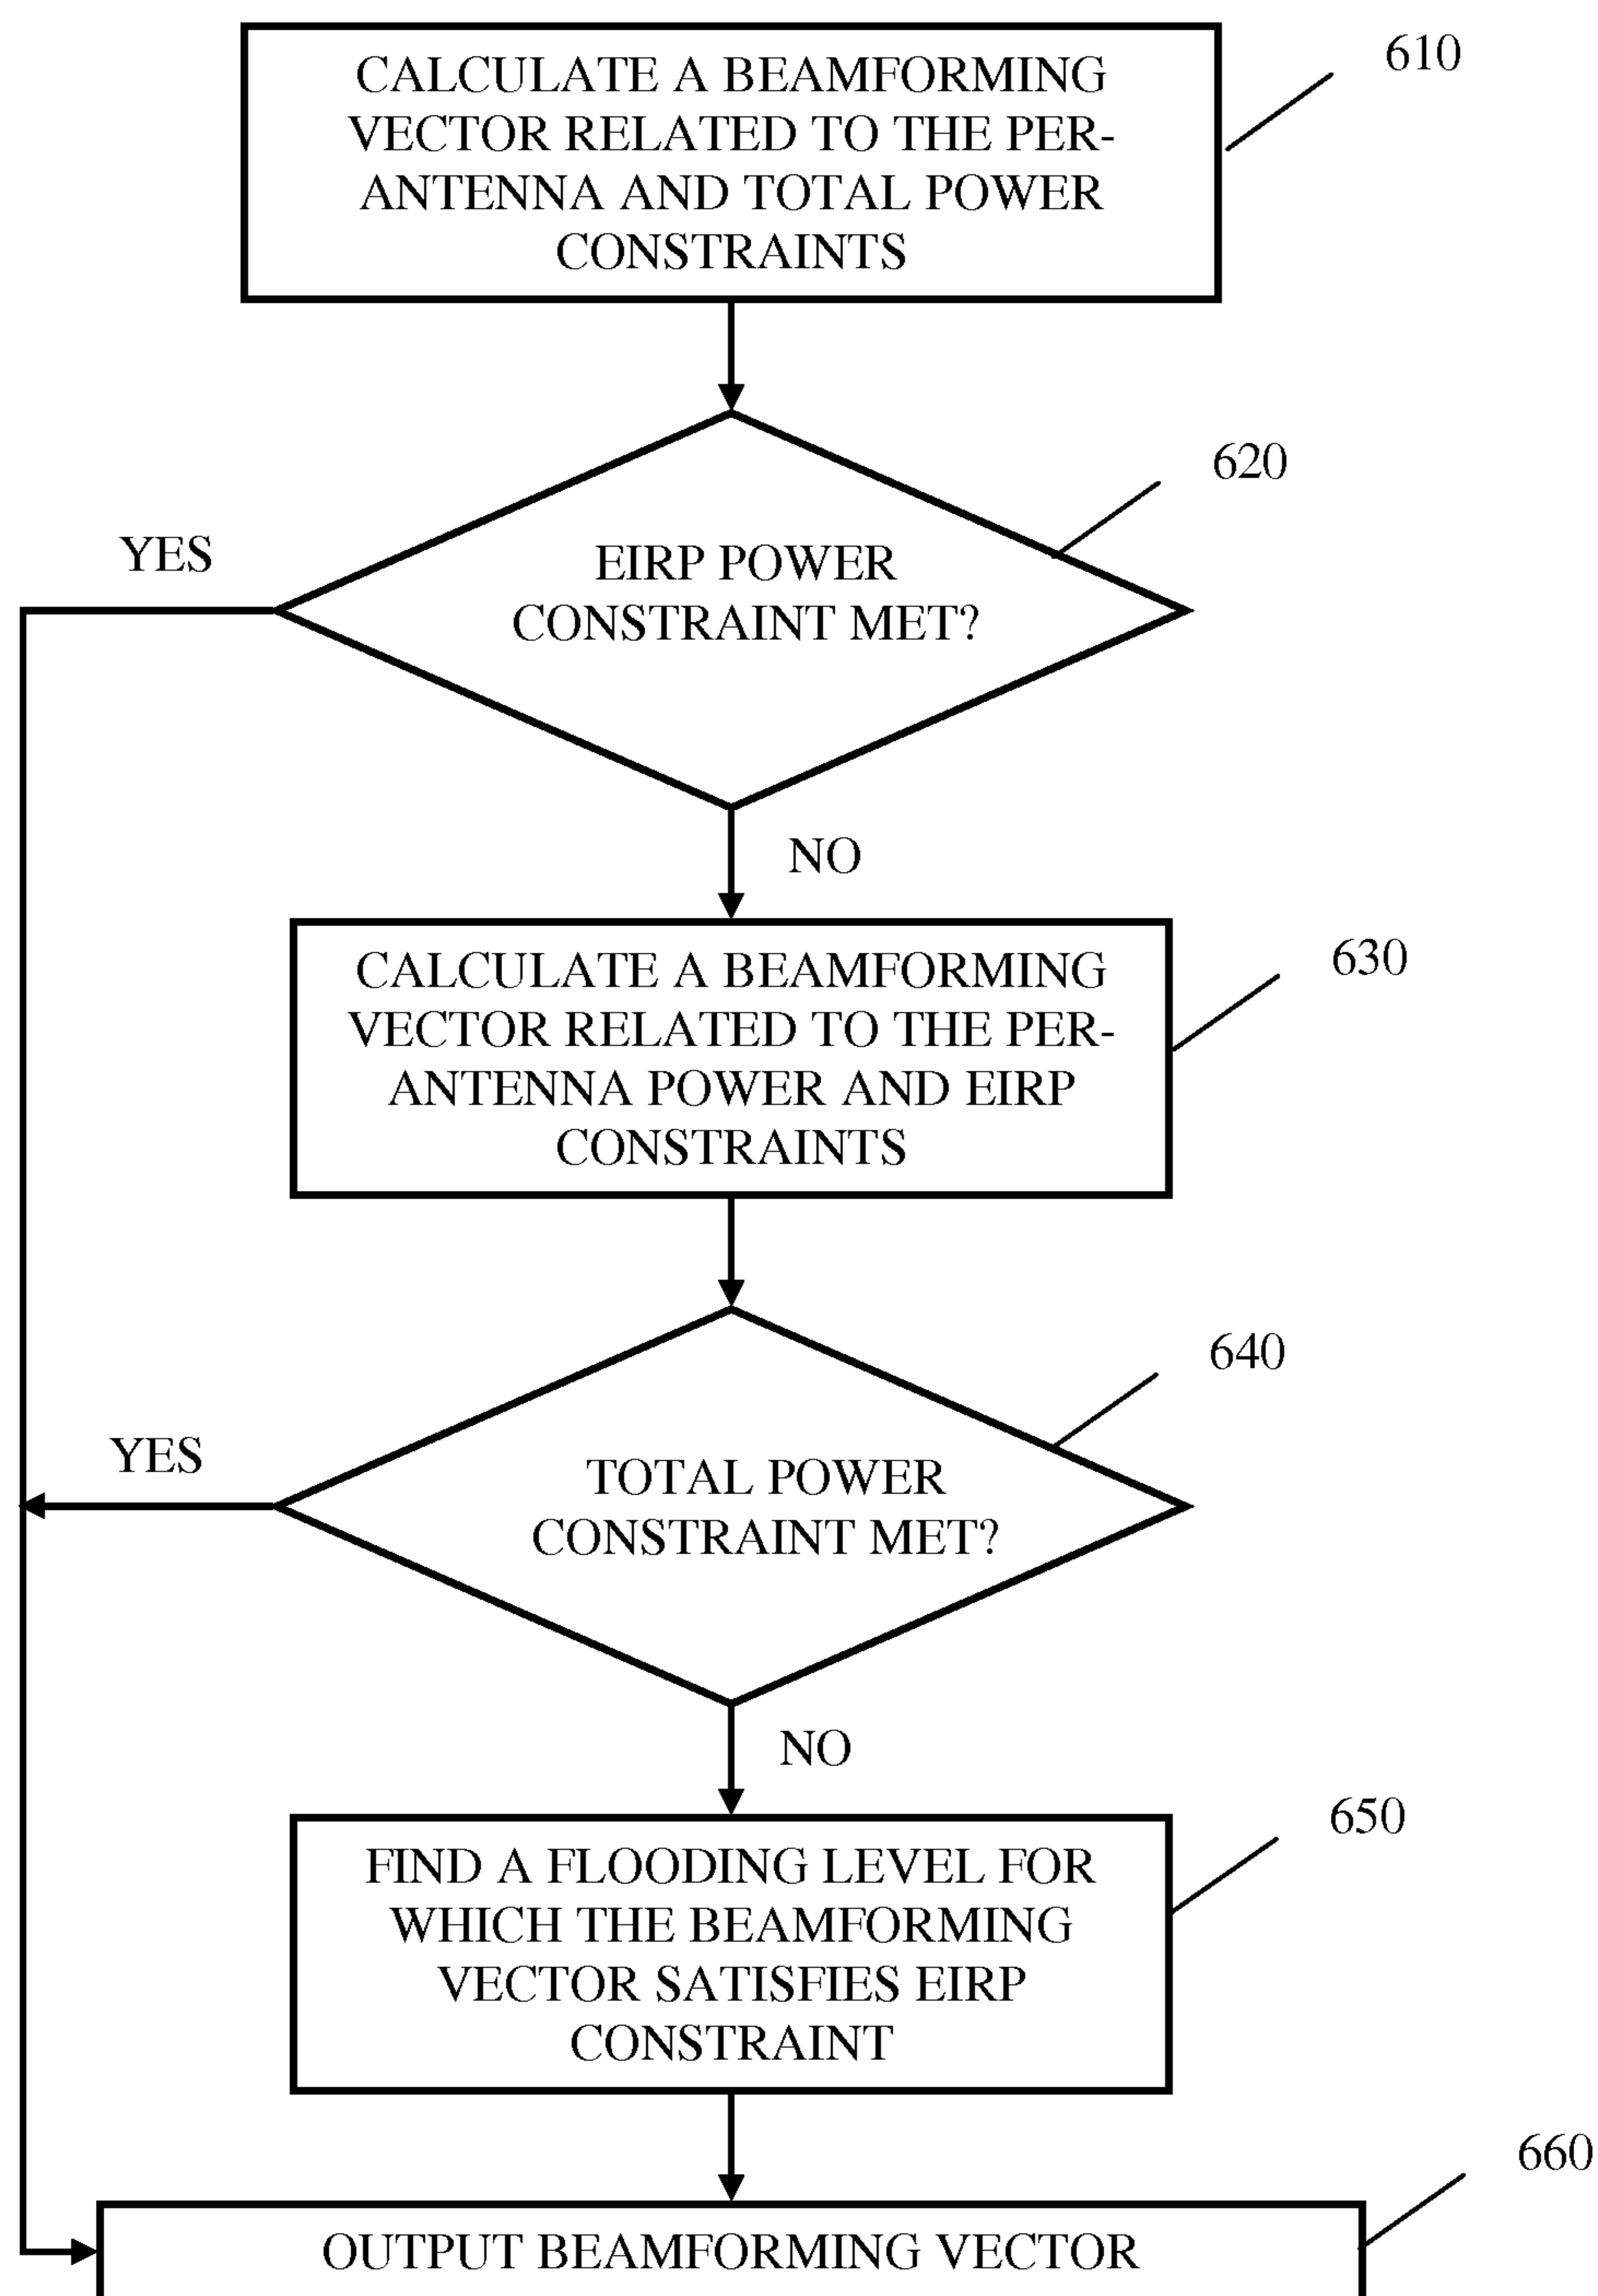 CALCULATE A BEAMFORMING
VECTOR RELATED TO THE PER-
ANTENNA AND TOTAL POWER
CONSTRAINTS
610
EIRP POWER
CONSTRAINT MET?
620
YES
NO
CALCULATE A BEAMFORMING
VECTOR RELATED TO THE PER-
ANTENNA POWER AND EIRP
CONSTRAINTS
630
TOTAL POWER
CONSTRAINT MET?
640
YES
NO
FIND A FLOODING LEVEL FOR
WHICH THE BEAMFORMING
VECTOR SATISFIES EIRP
CONSTRAINT
650
OUTPUT BEAMFORMING VECTOR
660